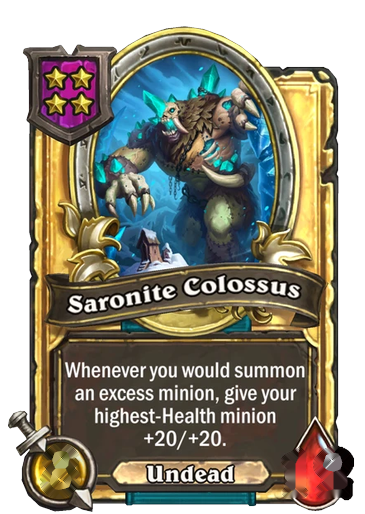 Saronite Colossus
Whenever you would summon
an excess minion, give your
highest-Health minion
+20/+20.
Undead